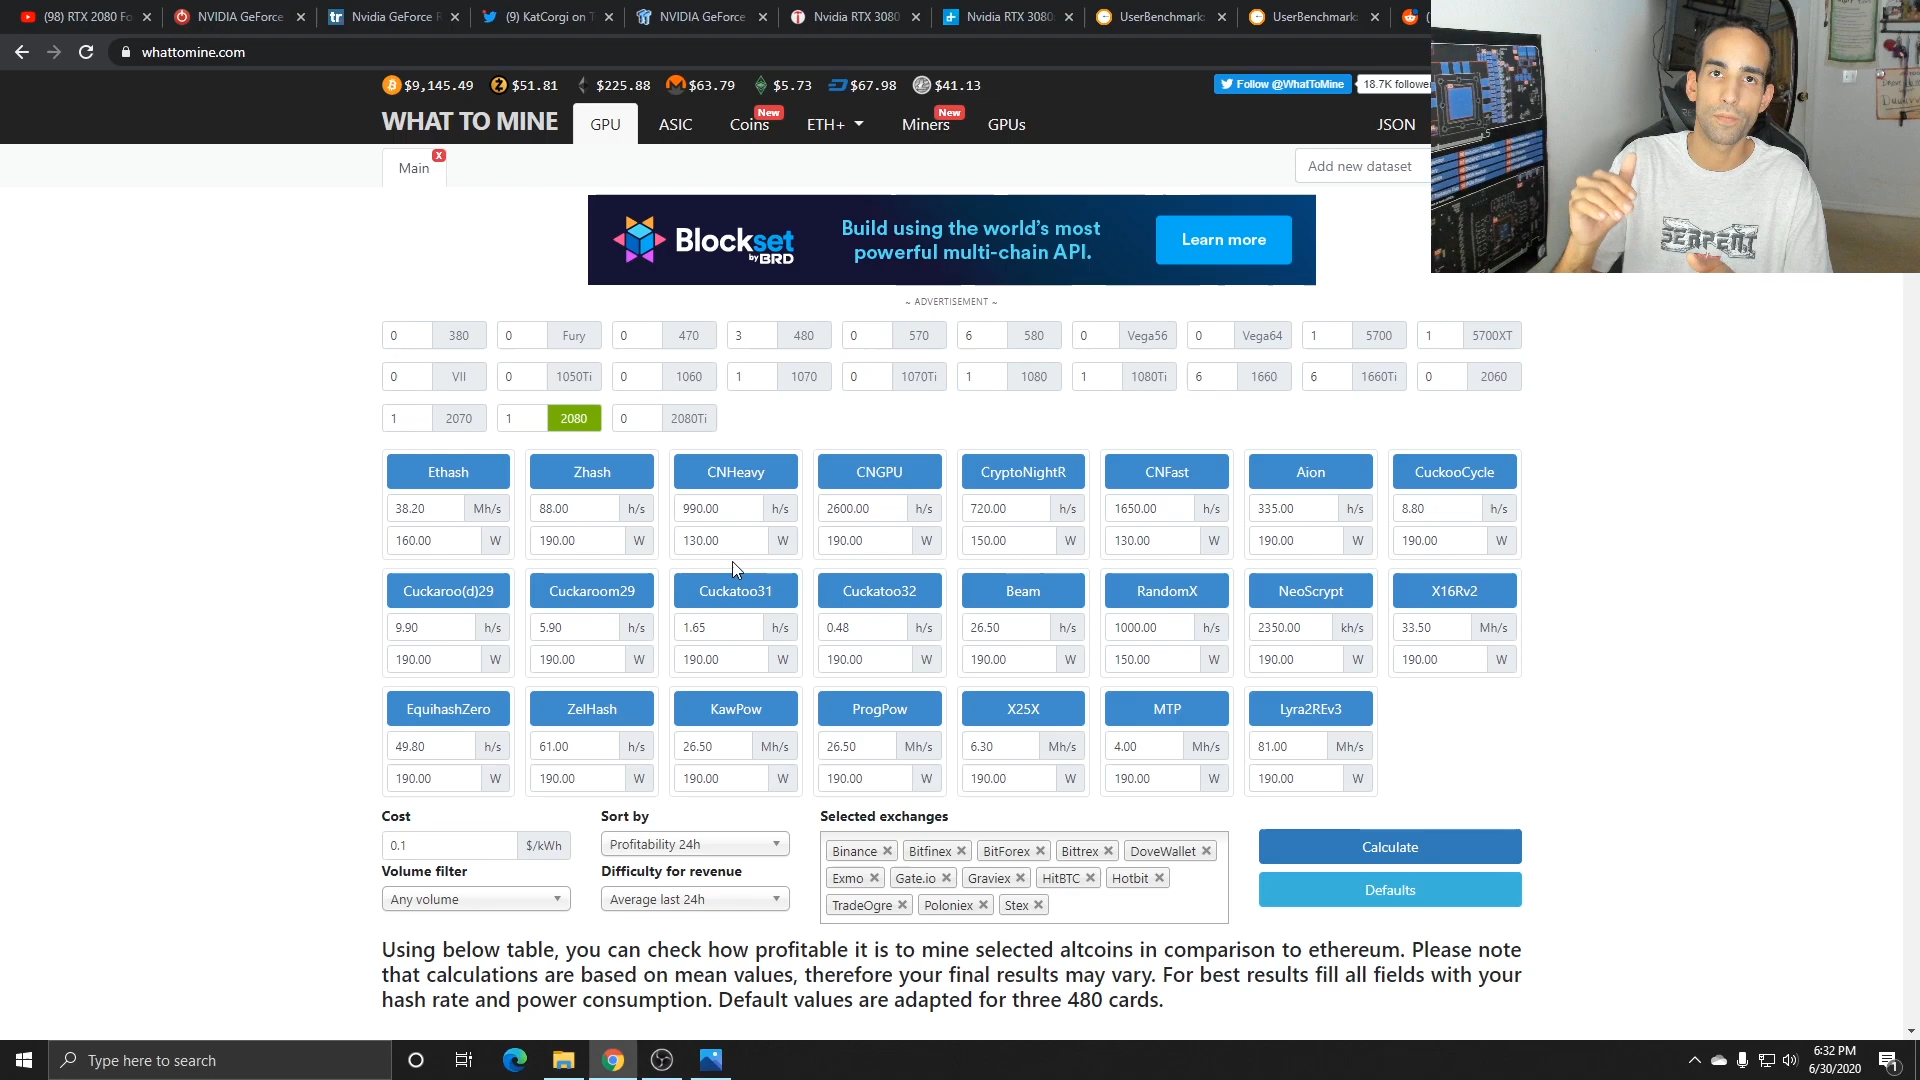 (98) RTX 2080 Fo
NVIDIA GeForce
Nvidia GeForce R
(9) KatCorgi on T
NVIDIA GeForce
Nvidia RTX 3080
Nvidia RTX 3080
UserBenchmark:
UserBenchmark:
whattomine.com
$9,145.49 $51.81 $225.88 $63.79 $5.73 $67.98 $41.13
Follow @WhatToMine 18.7K follower
WHAT TO MINE GPU ASIC Coins New ETH+ Miners New GPUs JSON
Main x
Add new dataset
Blockset by BRD
Build using the world's most
powerful multi-chain API.
Learn more
~ ADVERTISEMENT ~
0 380 0 Fury 0 470 3 480 0 570 6 580 0 Vega56 0 Vega64 1 5700 1 5700XT
0 VII 0 1050Ti 0 1060 1 1070 0 1070Ti 1 1080 1 1080Ti 6 1660 6 1660Ti 0 2060
1 2070 1 2080 0 2080Ti
Ethash Zhash CNHeavy CNGPU CryptoNightR CNFast Aion CuckooCycle
38.20 Mh/s 88.00 h/s 990.00 h/s 2600.00 h/s 720.00 h/s 1650.00 h/s 335.00 h/s 8.80 h/s
160.00 W 190.00 W 130.00 W 190.00 W 150.00 W 130.00 W 190.00 W 190.00 W
Cuckaroo(d)29 Cuckaroom29 Cuckatoo31 Cuckatoo32 Beam RandomX NeoScrypt X16Rv2
9.90 h/s 5.90 h/s 1.65 h/s 0.48 h/s 26.50 h/s 1000.00 h/s 2350.00 kh/s 33.50 Mh/s
190.00 W 190.00 W 190.00 W 190.00 W 190.00 W 150.00 W 190.00 W 190.00 W
EquihashZero ZelHash KawPow ProgPow X25X MTP Lyra2REv3
49.80 h/s 61.00 h/s 26.50 Mh/s 26.50 Mh/s 6.30 Mh/s 4.00 Mh/s 81.00 Mh/s
190.00 W 190.00 W 190.00 W 190.00 W 190.00 W 190.00 W 190.00 W
Cost
0.1 $/kWh
Volume filter
Any volume
Sort by
Profitability 24h
Difficulty for revenue
Average last 24h
Selected exchanges
Binance Bitfinex BitForex Bittrex DoveWallet
Exmo Gate.io Graviex HitBTC Hotbit
TradeOgre Poloniex Stex
Calculate
Defaults
Using below table, you can check how profitable it is to mine selected altcoins in comparison to ethereum. Please note
that calculations are based on mean values, therefore your final results may vary. For best results fill all fields with your
hash rate and power consumption. Default values are adapted for three 480 cards.
SERPENT
Type here to search
6:32 PM
6/30/2020
1